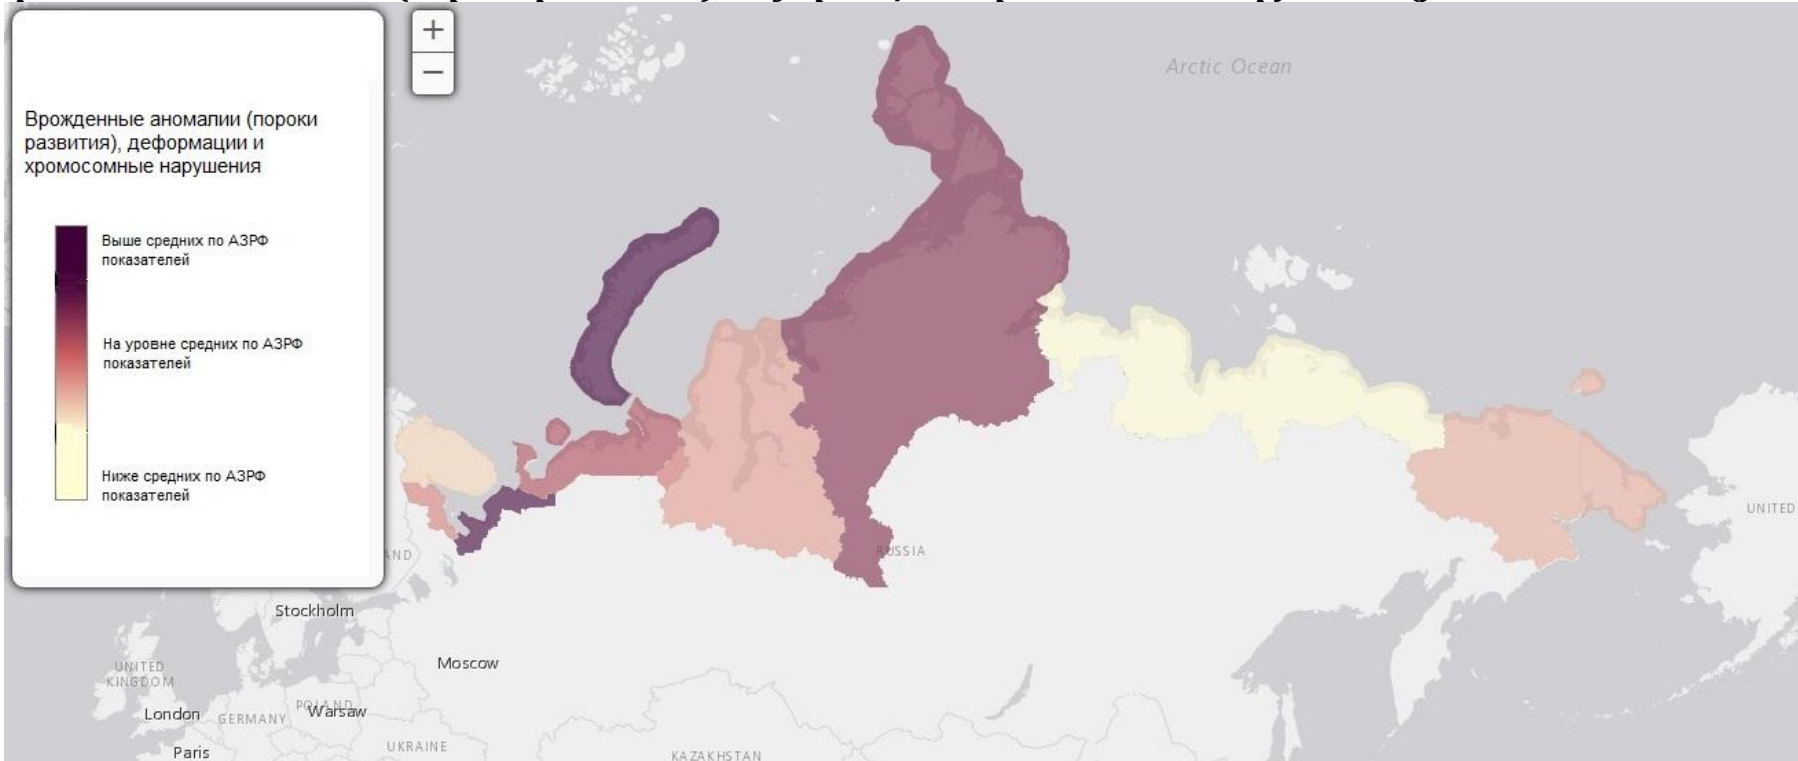 Врожденные аномалии (пороки
развития), деформации и
хромосомные нарушения
Выше средних по АЗРФ
показателей
На уровне средних по АЗРФ
показателей
Ниже средних по АЗРФ
показателей
+
−
Arctic Ocean
UNITED
RUSSIA
AND
Stockholm
Moscow
UNITED
KINGDOM
London
GERMANY
POLAND
Warsaw
UKRAINE
Paris
KAZAKHSTAN